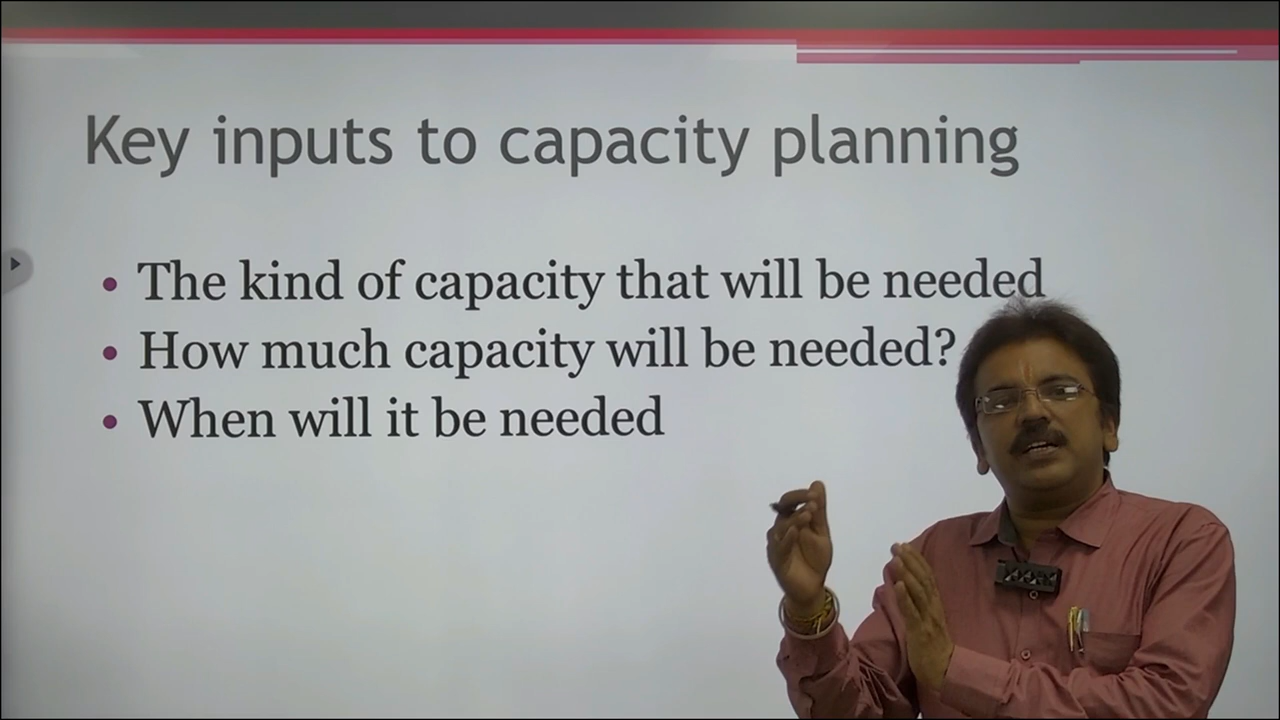 Key inputs to capacity planning
• The kind of capacity that will be needed
• How much capacity will be needed?
• When will it be needed